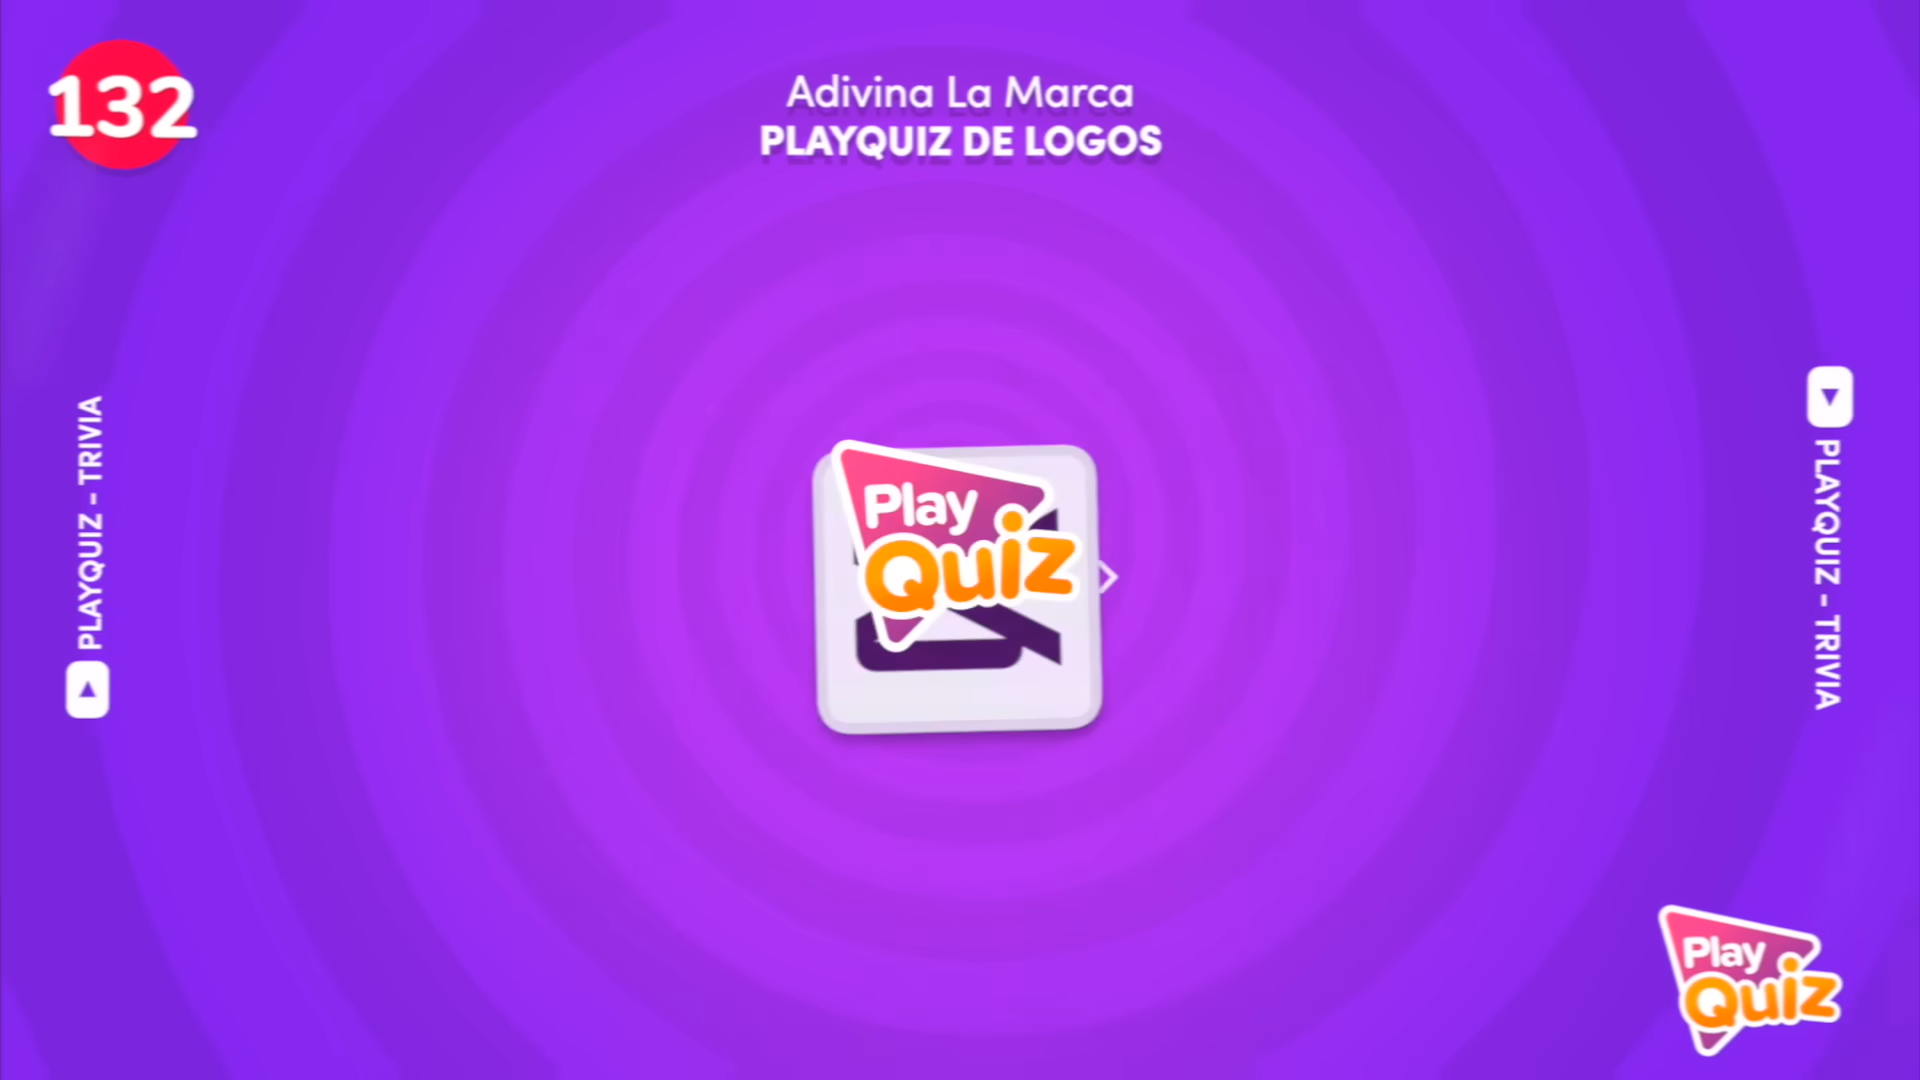 132
Adivina La Marca
PLAYQUIZ DE LOGOS
PLAYQUIZ - TRIVIA
Play
Quiz
PLAYQUIZ - TRIVIA
Play
Quiz